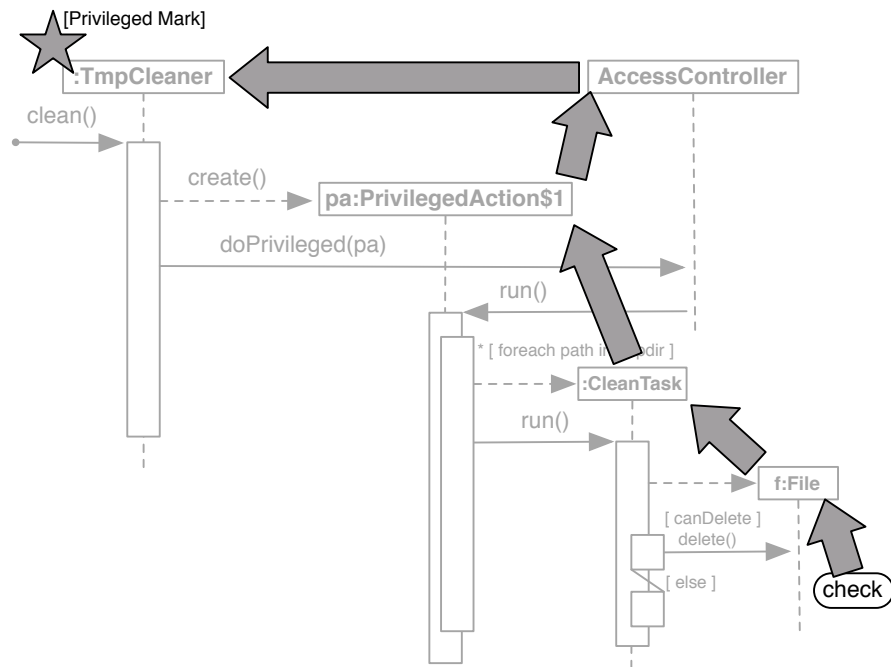 [Privileged Mark]
:TmpCleaner
AccessController
clean()
create()
pa:PrivilegedAction$1
doPrivileged(pa)
run()
* [ foreach path in pdir ]
:CleanTask
run()
f:File
[ canDelete ]
delete()
[ else ]
check